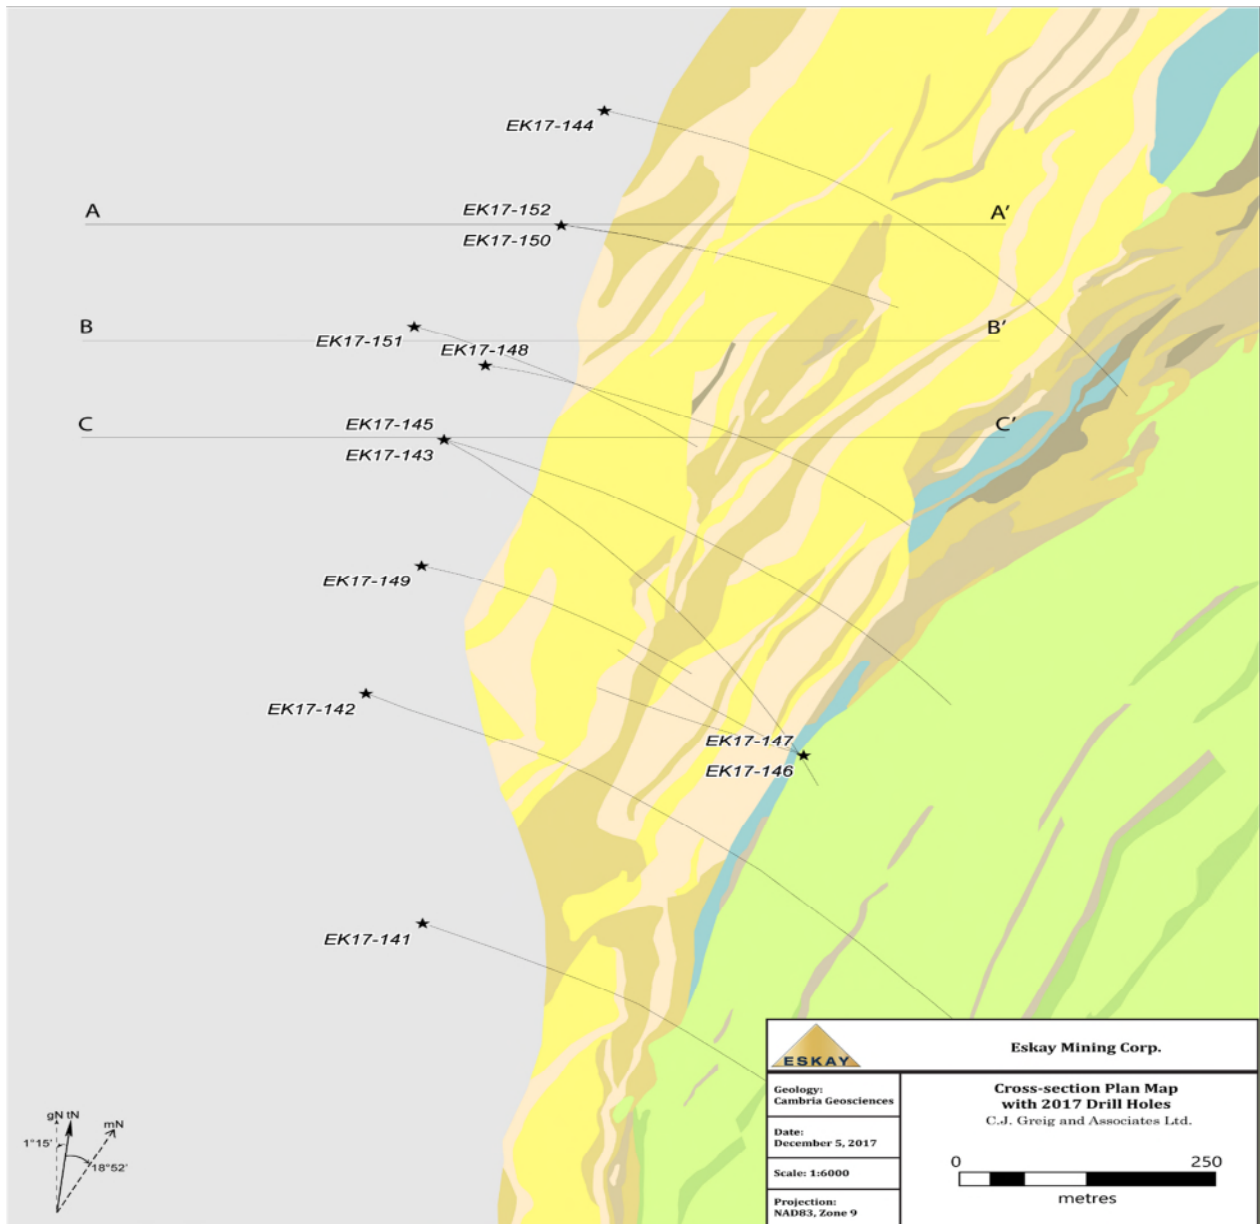 EK17-144
A
EK17-152
A'
EK17-150
B
EK17-151
B'
EK17-148
C
EK17-145
C'
EK17-143
EK17-149
EK17-142
EK17-147
EK17-146
EK17-141
gN tN
mN
1°15'
18°52'
ESKAY
Eskay Mining Corp.
Geology:
Cambria Geosciences
Date:
December 5, 2017
Scale: 1:6000
Projection:
NAD83, Zone 9
Cross-section Plan Map
with 2017 Drill Holes
C.J. Greig and Associates Ltd.
0 250
metres